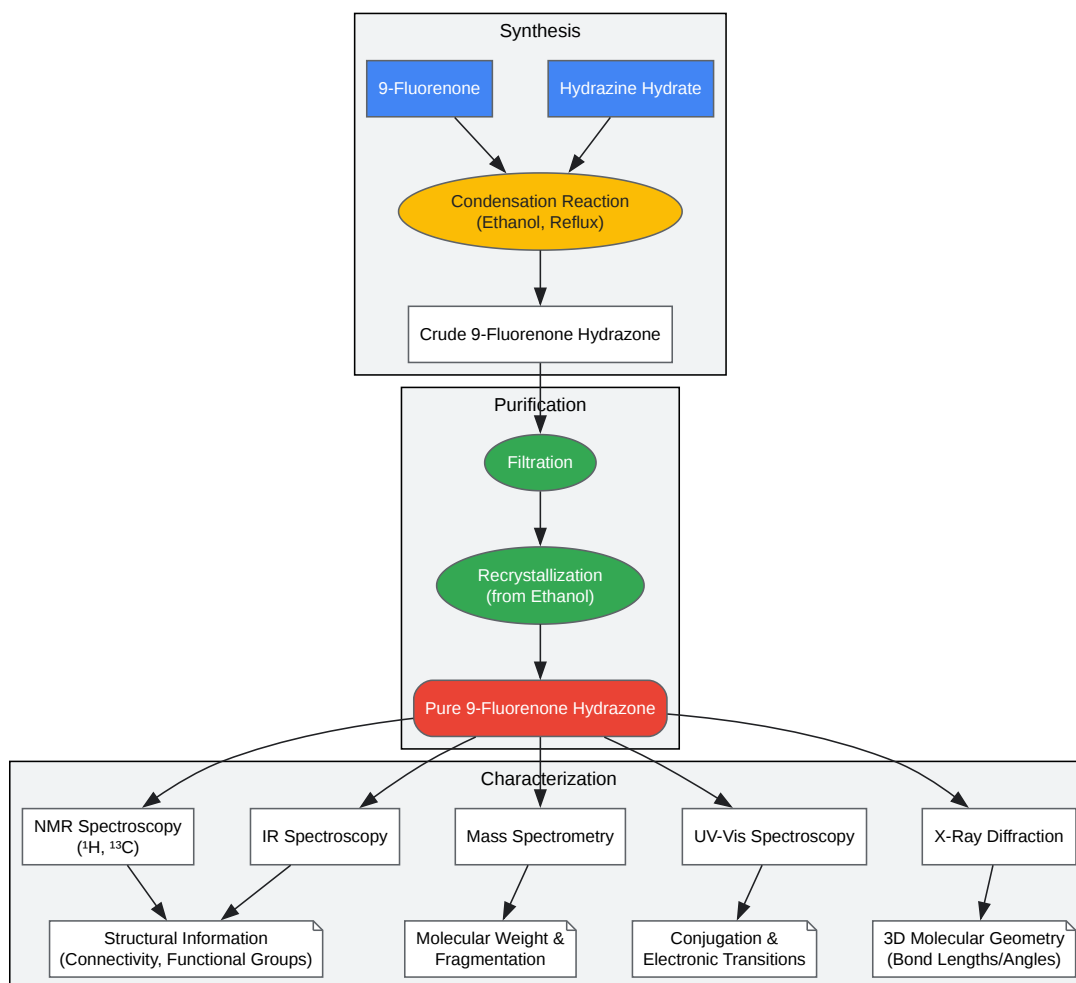 Synthesis
9-Fluorenone
Hydrazine Hydrate
Condensation Reaction
(Ethanol, Reflux)
Crude 9-Fluorenone Hydrazone
Purification
Filtration
Recrystallization
(from Ethanol)
Pure 9-Fluorenone Hydrazone
Characterization
NMR Spectroscopy
(¹H, ¹³C)
IR Spectroscopy
Mass Spectrometry
UV-Vis Spectroscopy
X-Ray Diffraction
Structural Information
(Connectivity, Functional Groups)
Molecular Weight &
Fragmentation
Conjugation &
Electronic Transitions
3D Molecular Geometry
(Bond Lengths/Angles)